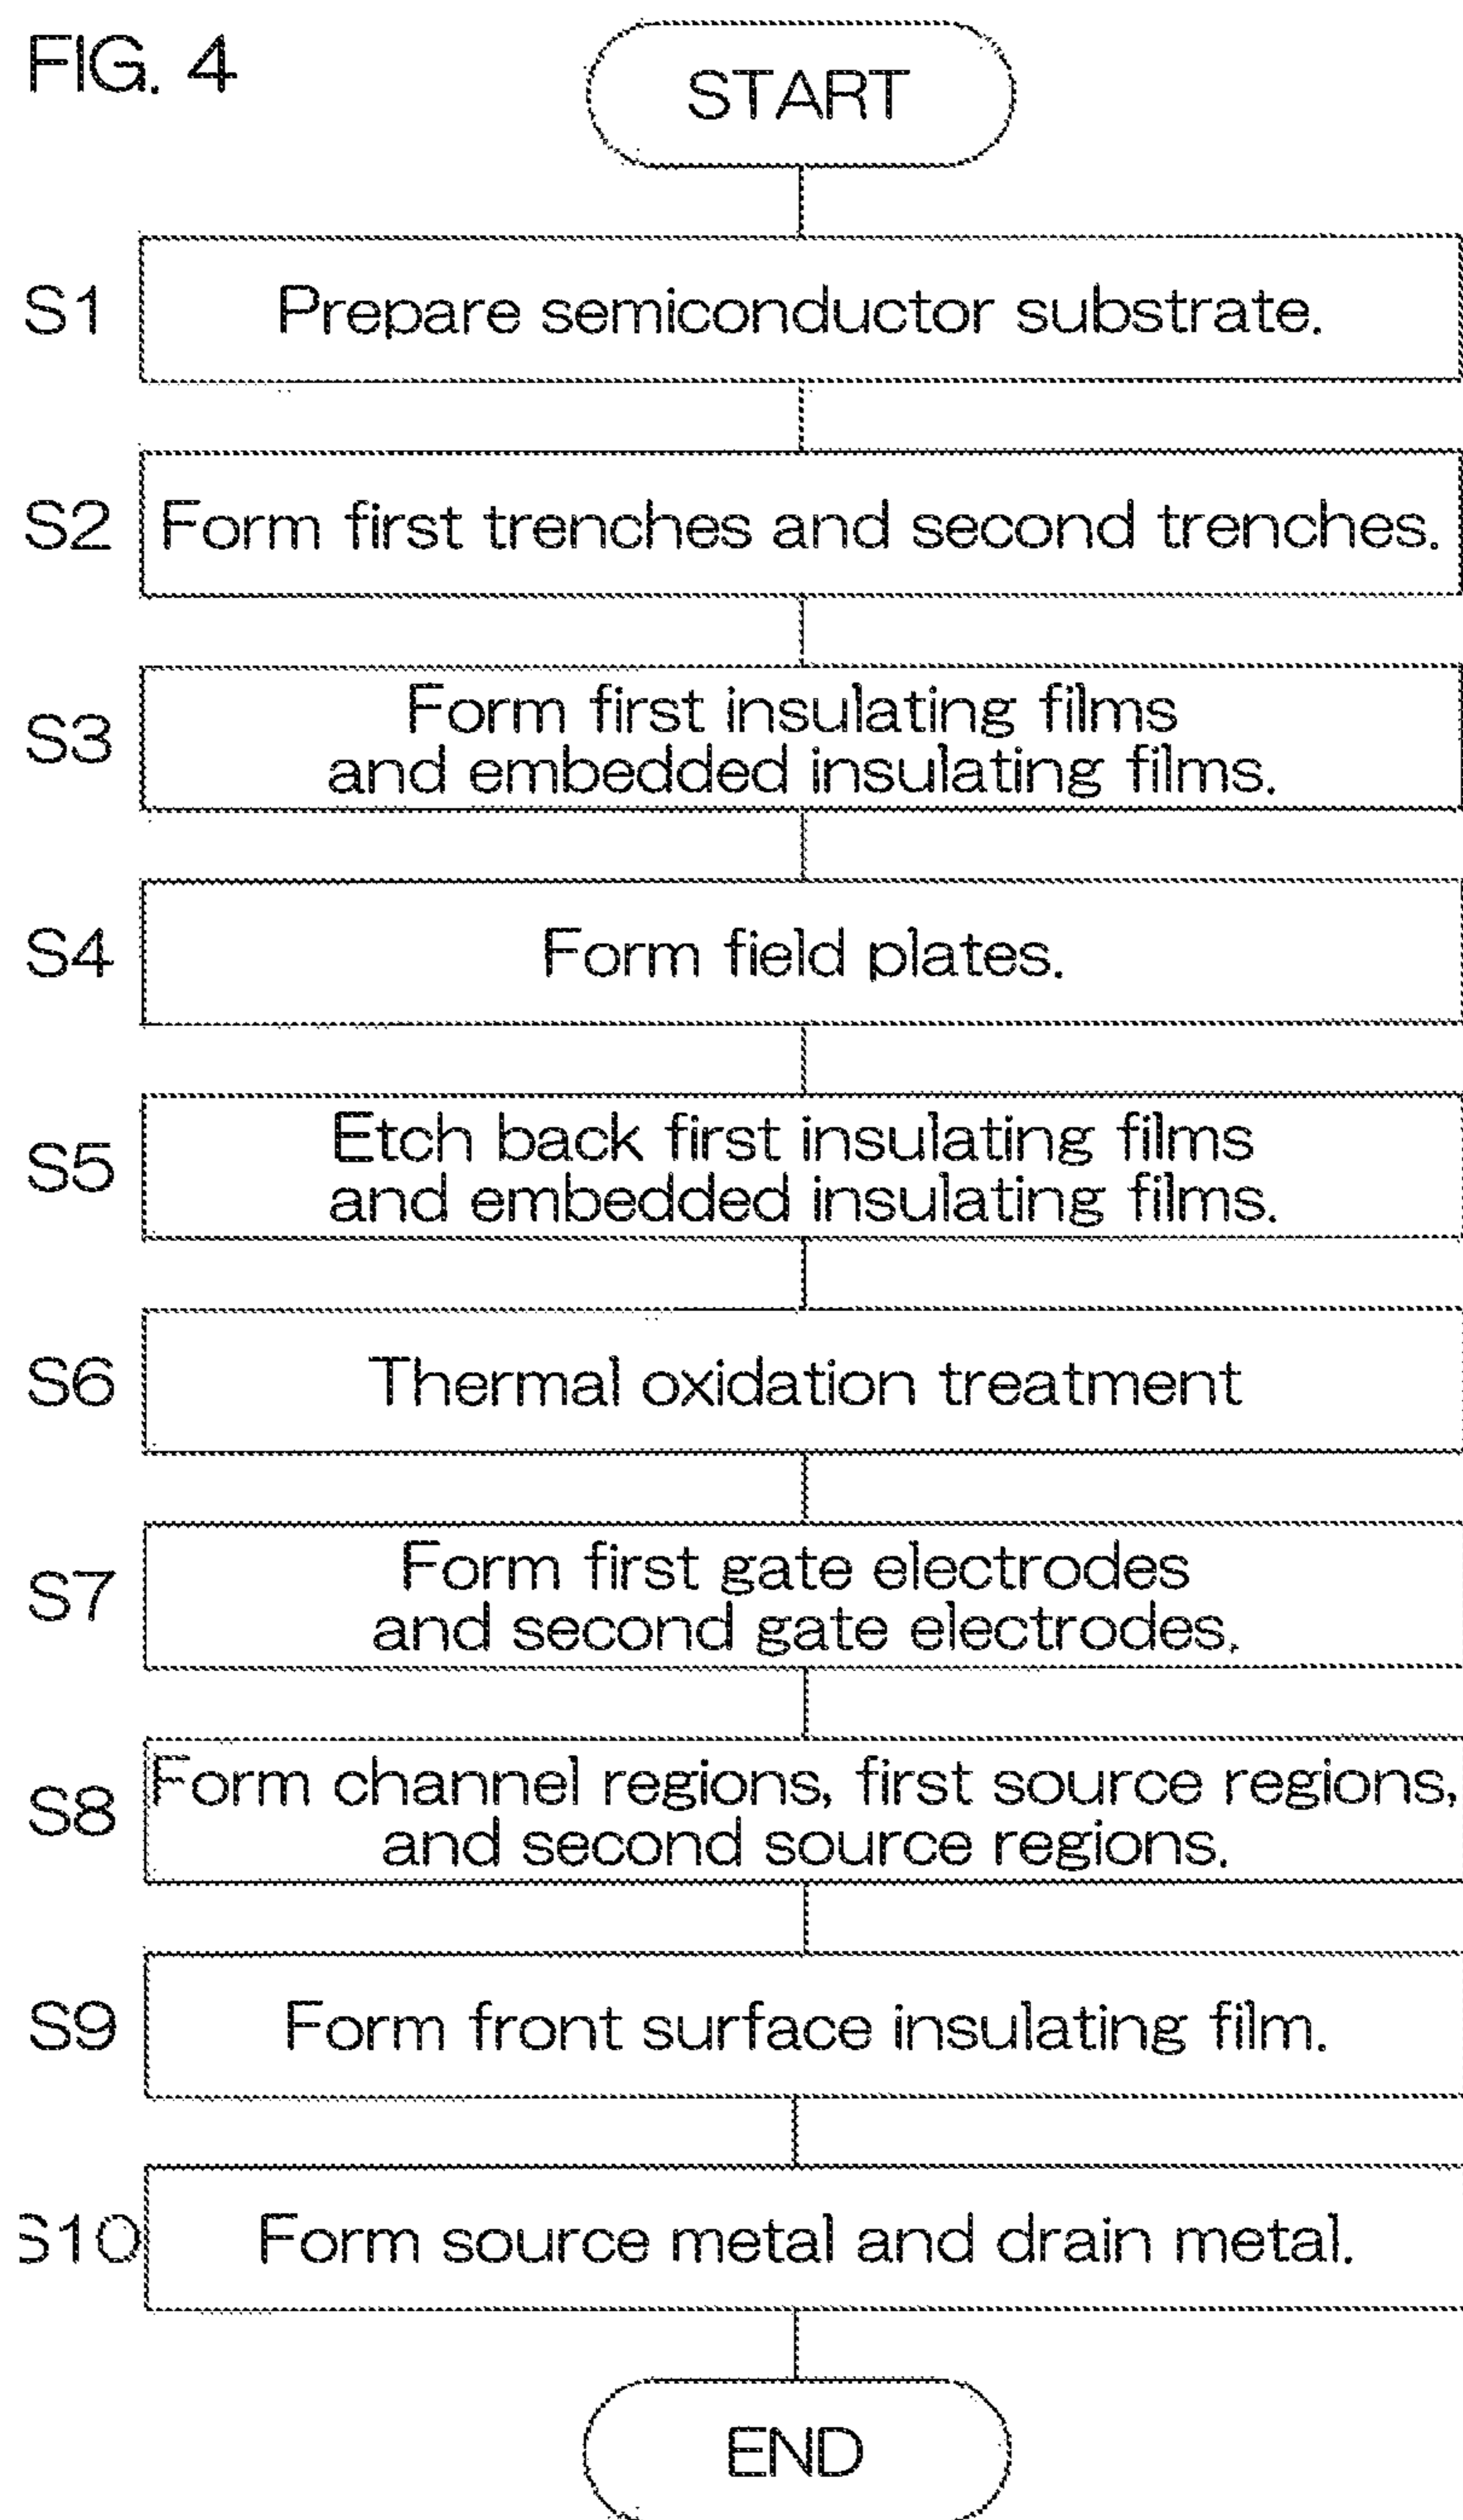 FIG. 4
START
S1 Prepare semiconductor substrate.
S2 Form first trenches and second trenches.
S3 Form first insulating films
and embedded insulating films.
S4 Form field plates.
S5 Etch back first insulating films
and embedded insulating films.
S6 Thermal oxidation treatment
S7 Form first gate electrodes
and second gate electrodes.
S8 Form channel regions, first source regions,
and second source regions.
S9 Form front surface insulating film.
S10 Form source metal and drain metal.
END